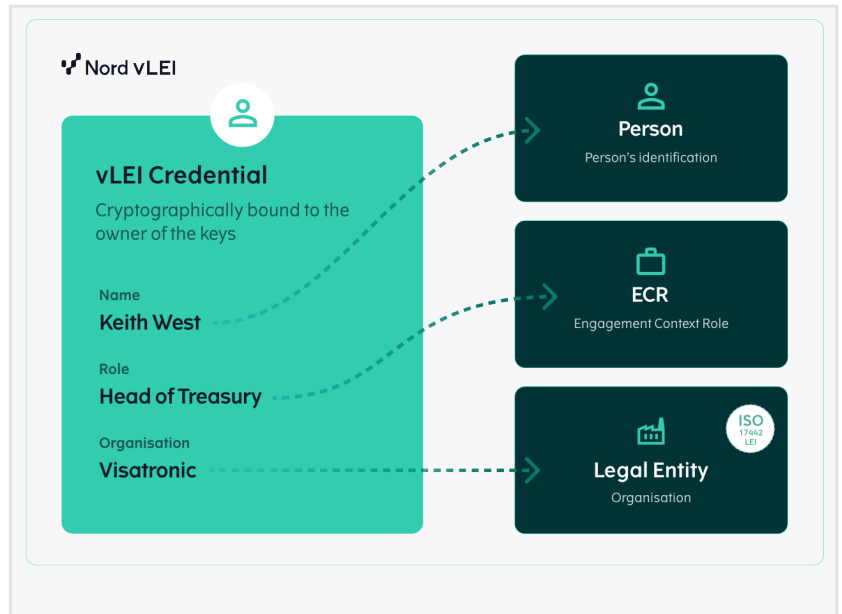 Nord vLEI
vLEI Credential
Cryptographically bound to the
owner of the keys
Name
Keith West
Role
Head of Treasury
Organisation
Visatronic
Person
Person's identification
ECR
Engagement Context Role
ISO
17442
LEI
Legal Entity
Organisation